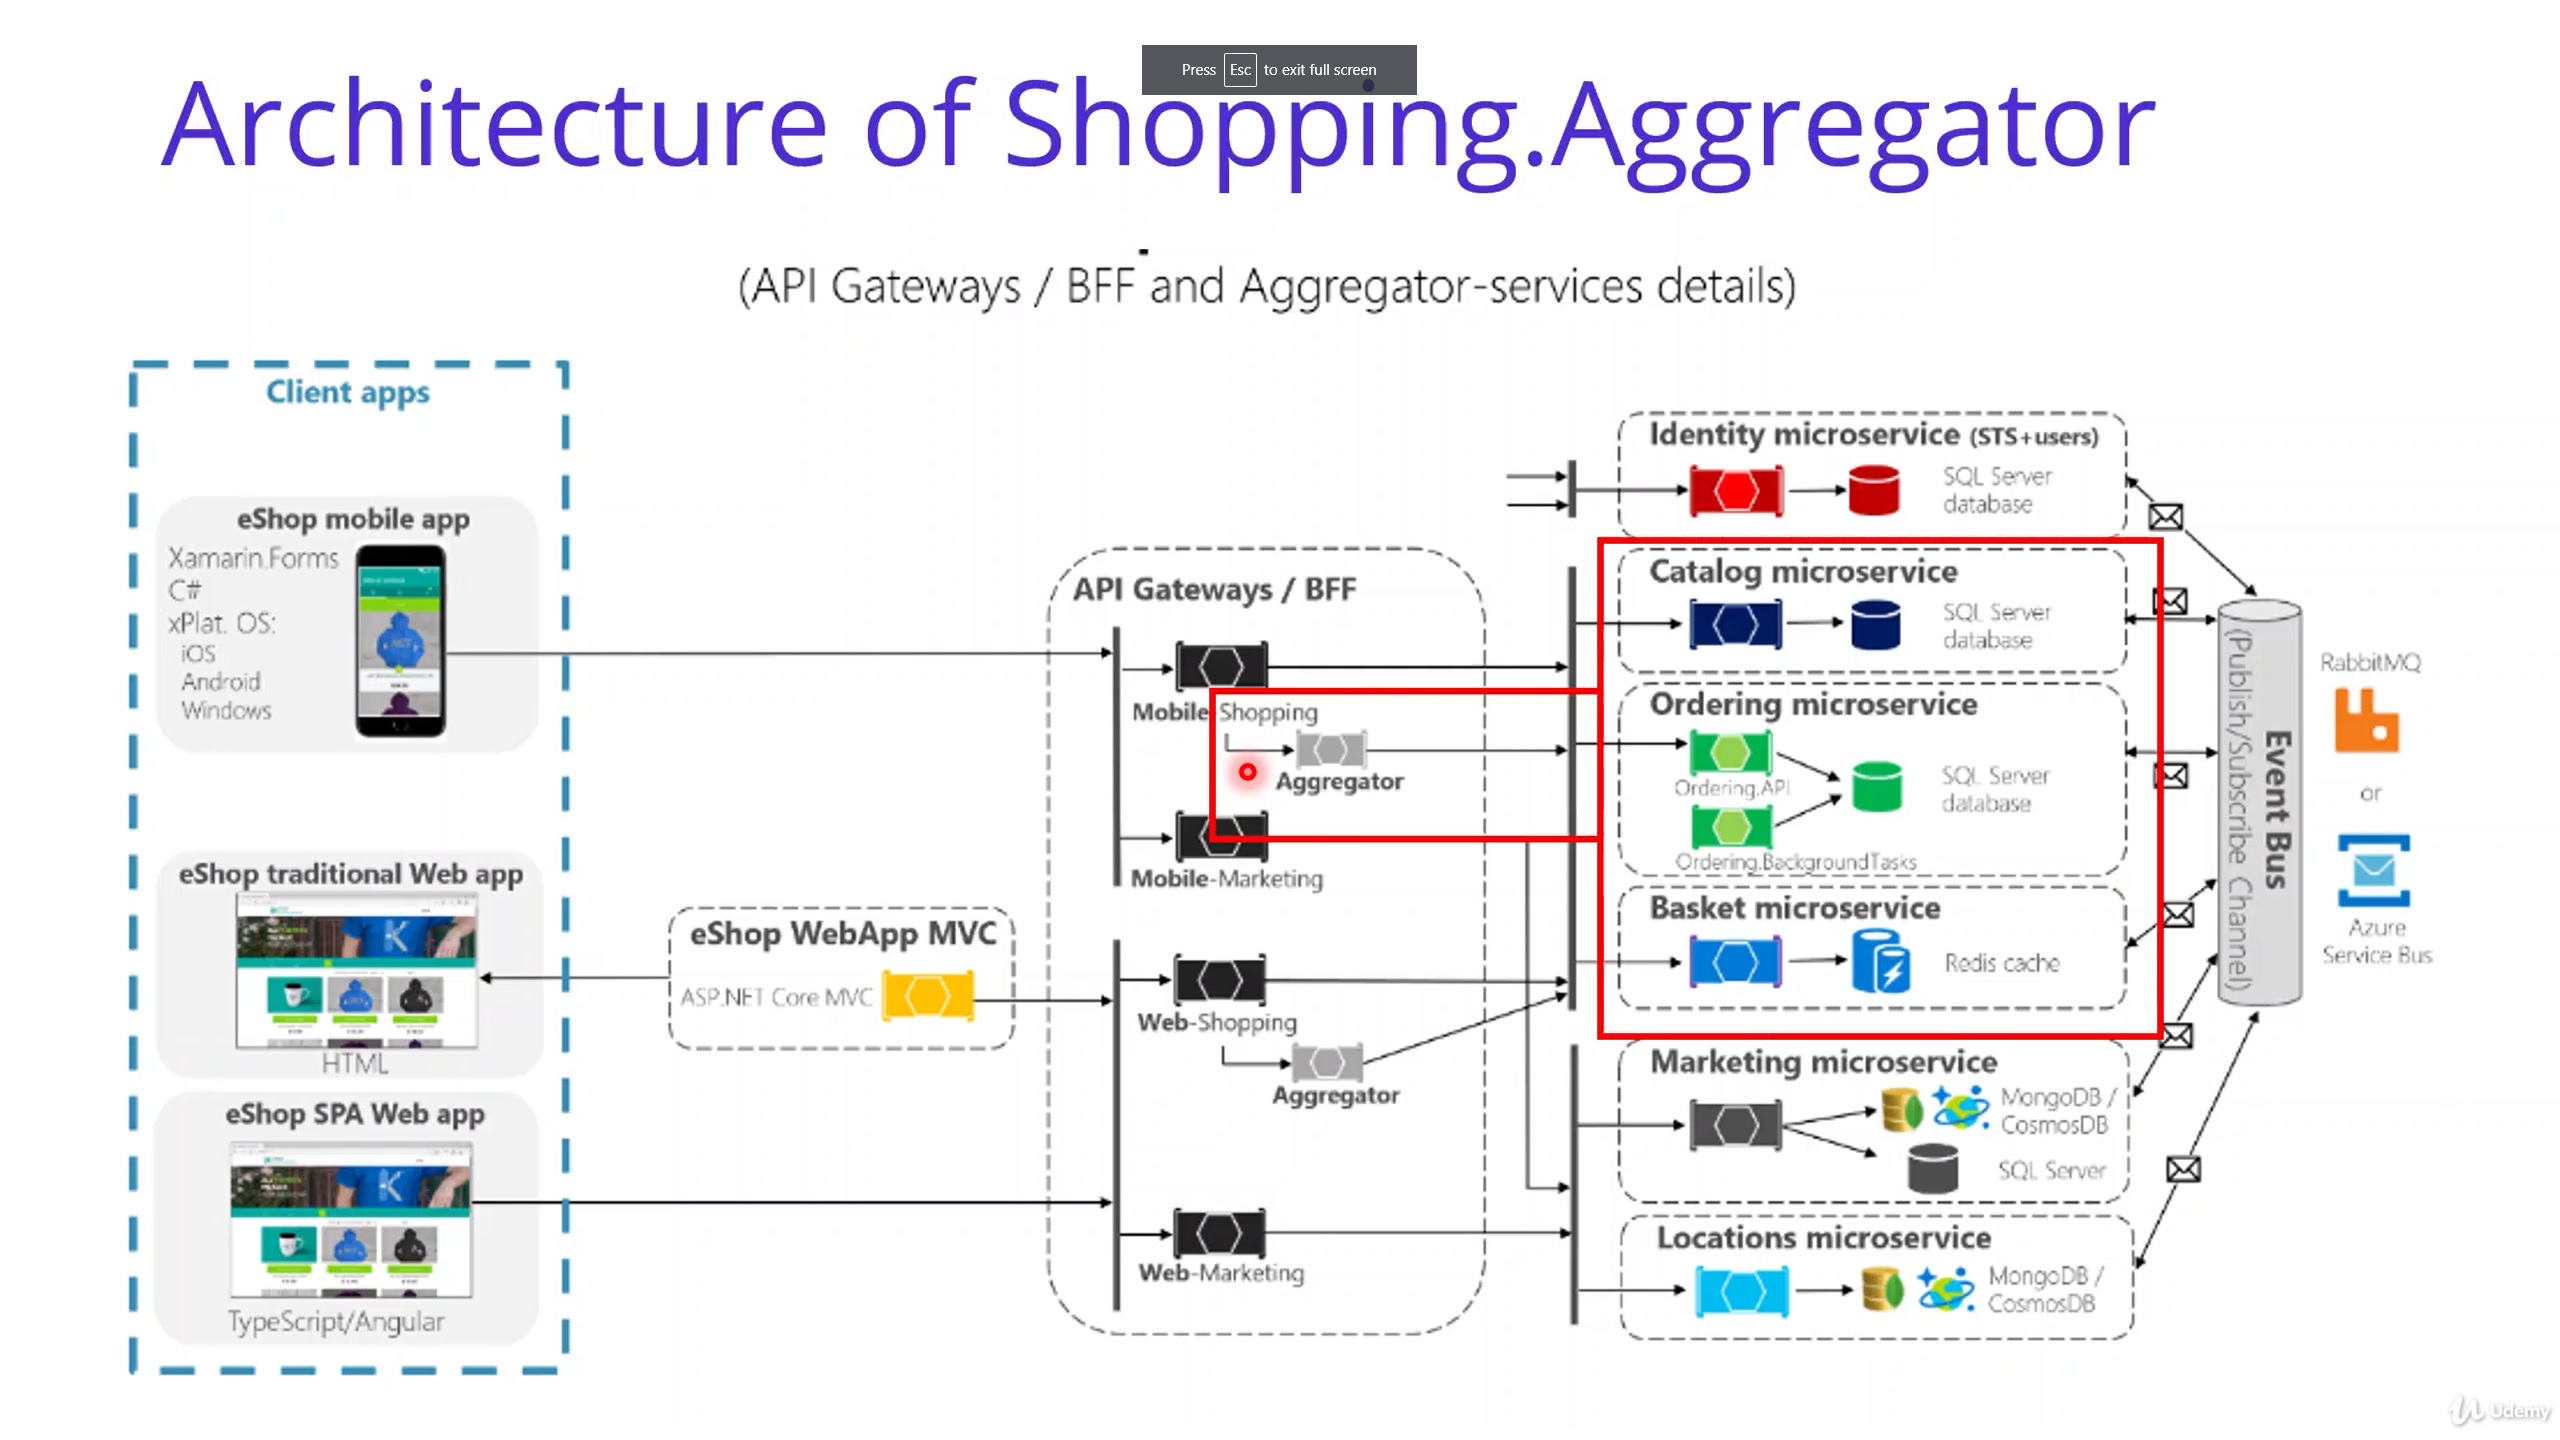 Press Esc to exit full screen
Architecture of Shopping.Aggregator
(API Gateways / BFF and Aggregator-services details)
Client apps
eShop mobile app
Xamarin.Forms
C#
xPlat. OS:
iOS
Android
Windows
eShop traditional Web app
HTML
eShop SPA Web app
TypeScript/Angular
eShop WebApp MVC
ASP.NET Core MVC
API Gateways / BFF
Mobile-Shopping
Aggregator
Mobile-Marketing
Web-Shopping
Aggregator
Web-Marketing
Identity microservice (STS+users)
SQL Server
database
Catalog microservice
SQL Server
database
Ordering microservice
Ordering.API
SQL Server
database
Ordering.BackgroundTasks
Basket microservice
Redis cache
Marketing microservice
MongoDB /
CosmosDB
SQL Server
Locations microservice
MongoDB /
CosmosDB
Event Bus
(Publish/Subscribe Channel)
RabbitMQ
or
Azure
Service Bus
Udemy